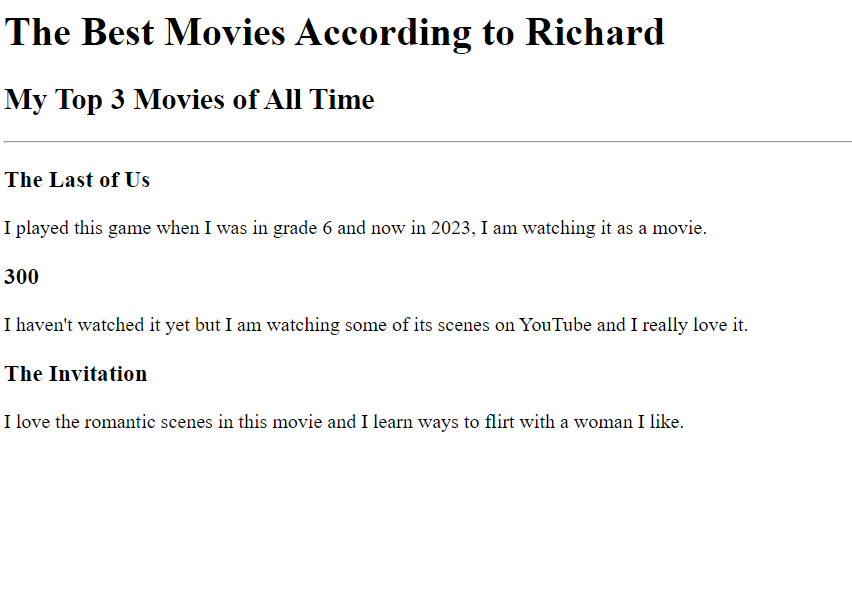 The Best Movies According to Richard
My Top 3 Movies of All Time
The Last of Us
I played this game when I was in grade 6 and now in 2023, I am watching it as a movie.
300
I haven't watched it yet but I am watching some of its scenes on YouTube and I really love it.
The Invitation
I love the romantic scenes in this movie and I learn ways to flirt with a woman I like.